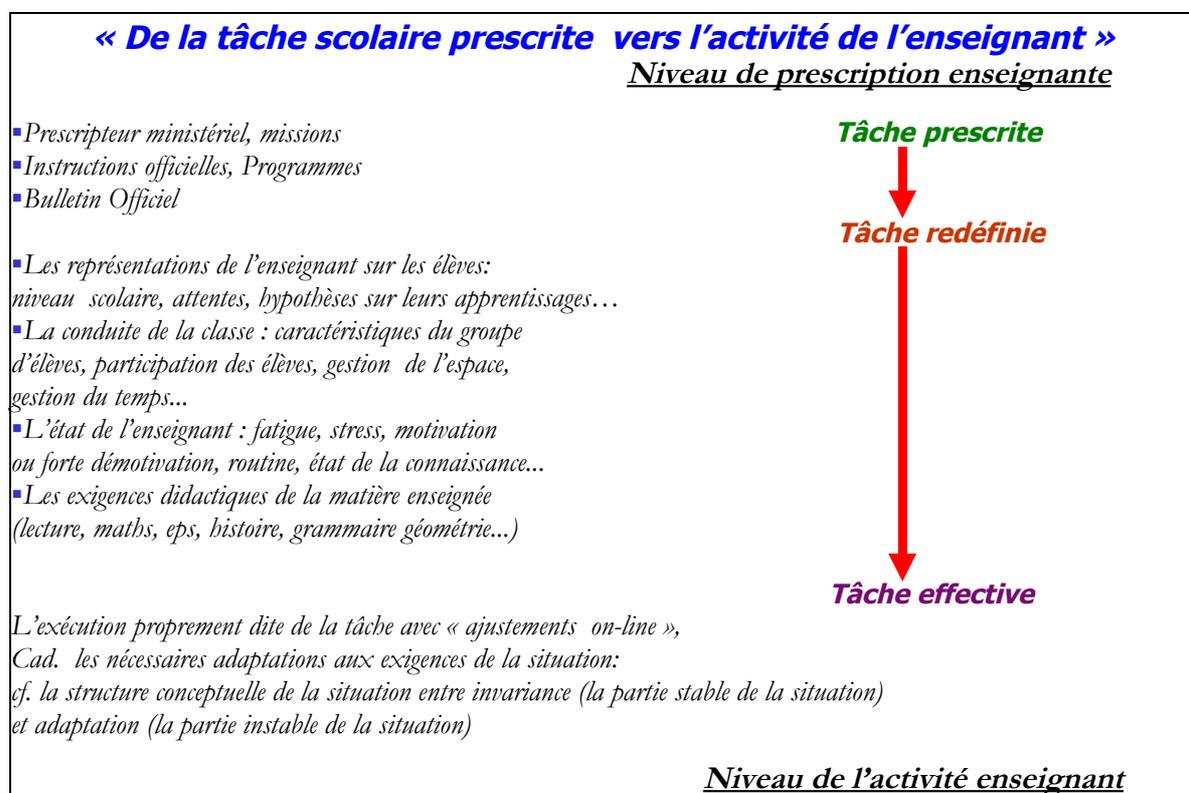 « De la tâche scolaire prescrite vers l’activité de l’enseignant »
Niveau de prescription enseignante
▪Prescripteur ministériel, missions
Tâche prescrite
▪Instructions officielles, Programmes
▪Bulletin Officiel
Tâche redéfinie
▪Les représentations de l’enseignant sur les élèves:
niveau scolaire, attentes, hypothèses sur leurs apprentissages…
▪La conduite de la classe : caractéristiques du groupe
d’élèves, participation des élèves, gestion de l’espace,
gestion du temps...
▪L’état de l’enseignant : fatigue, stress, motivation
ou forte démotivation, routine, état de la connaissance...
▪Les exigences didactiques de la matière enseignée
(lecture, maths, eps, histoire, grammaire géométrie...)
Tâche effective
L’exécution proprement dite de la tâche avec « ajustements on-line »,
Cad. les nécessaires adaptations aux exigences de la situation:
cf. la structure conceptuelle de la situation entre invariance (la partie stable de la situation)
et adaptation (la partie instable de la situation)
Niveau de l’activité enseignant